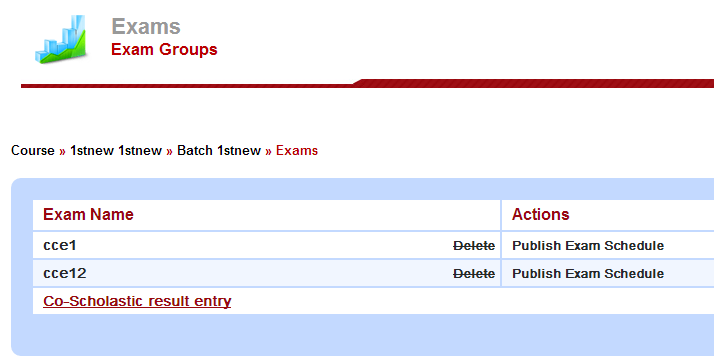 Exams
Exam Groups
Course » 1stnew 1stnew » Batch 1stnew » Exams
Exam Name Actions
cce1 Delete Publish Exam Schedule
cce12 Delete Publish Exam Schedule
Co-Scholastic result entry